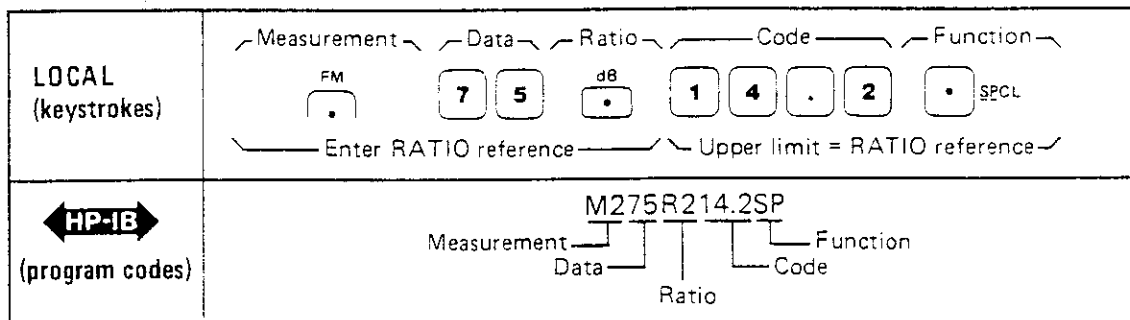 LOCAL
(keystrokes)
Measurement Data Ratio Code Function
FM dB
7 5 1 4 . 2 SPCL
Enter RATIO reference Upper limit = RATIO reference
HP-IB
(program codes)
M275R214.2SP
Measurement Function
Data Code
Ratio